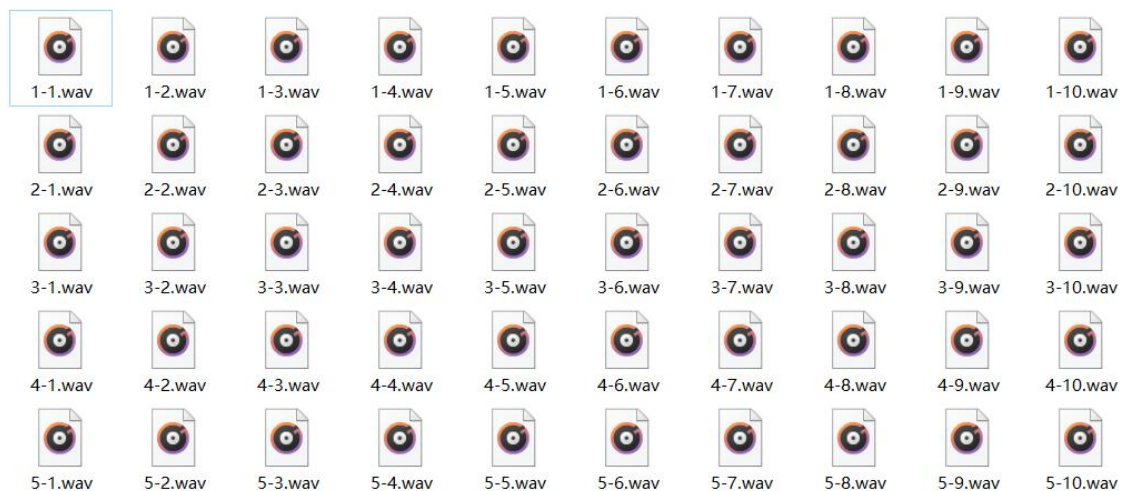 1-1.wav 1-2.wav 1-3.wav 1-4.wav 1-5.wav 1-6.wav 1-7.wav 1-8.wav 1-9.wav 1-10.wav
2-1.wav 2-2.wav 2-3.wav 2-4.wav 2-5.wav 2-6.wav 2-7.wav 2-8.wav 2-9.wav 2-10.wav
3-1.wav 3-2.wav 3-3.wav 3-4.wav 3-5.wav 3-6.wav 3-7.wav 3-8.wav 3-9.wav 3-10.wav
4-1.wav 4-2.wav 4-3.wav 4-4.wav 4-5.wav 4-6.wav 4-7.wav 4-8.wav 4-9.wav 4-10.wav
5-1.wav 5-2.wav 5-3.wav 5-4.wav 5-5.wav 5-6.wav 5-7.wav 5-8.wav 5-9.wav 5-10.wav